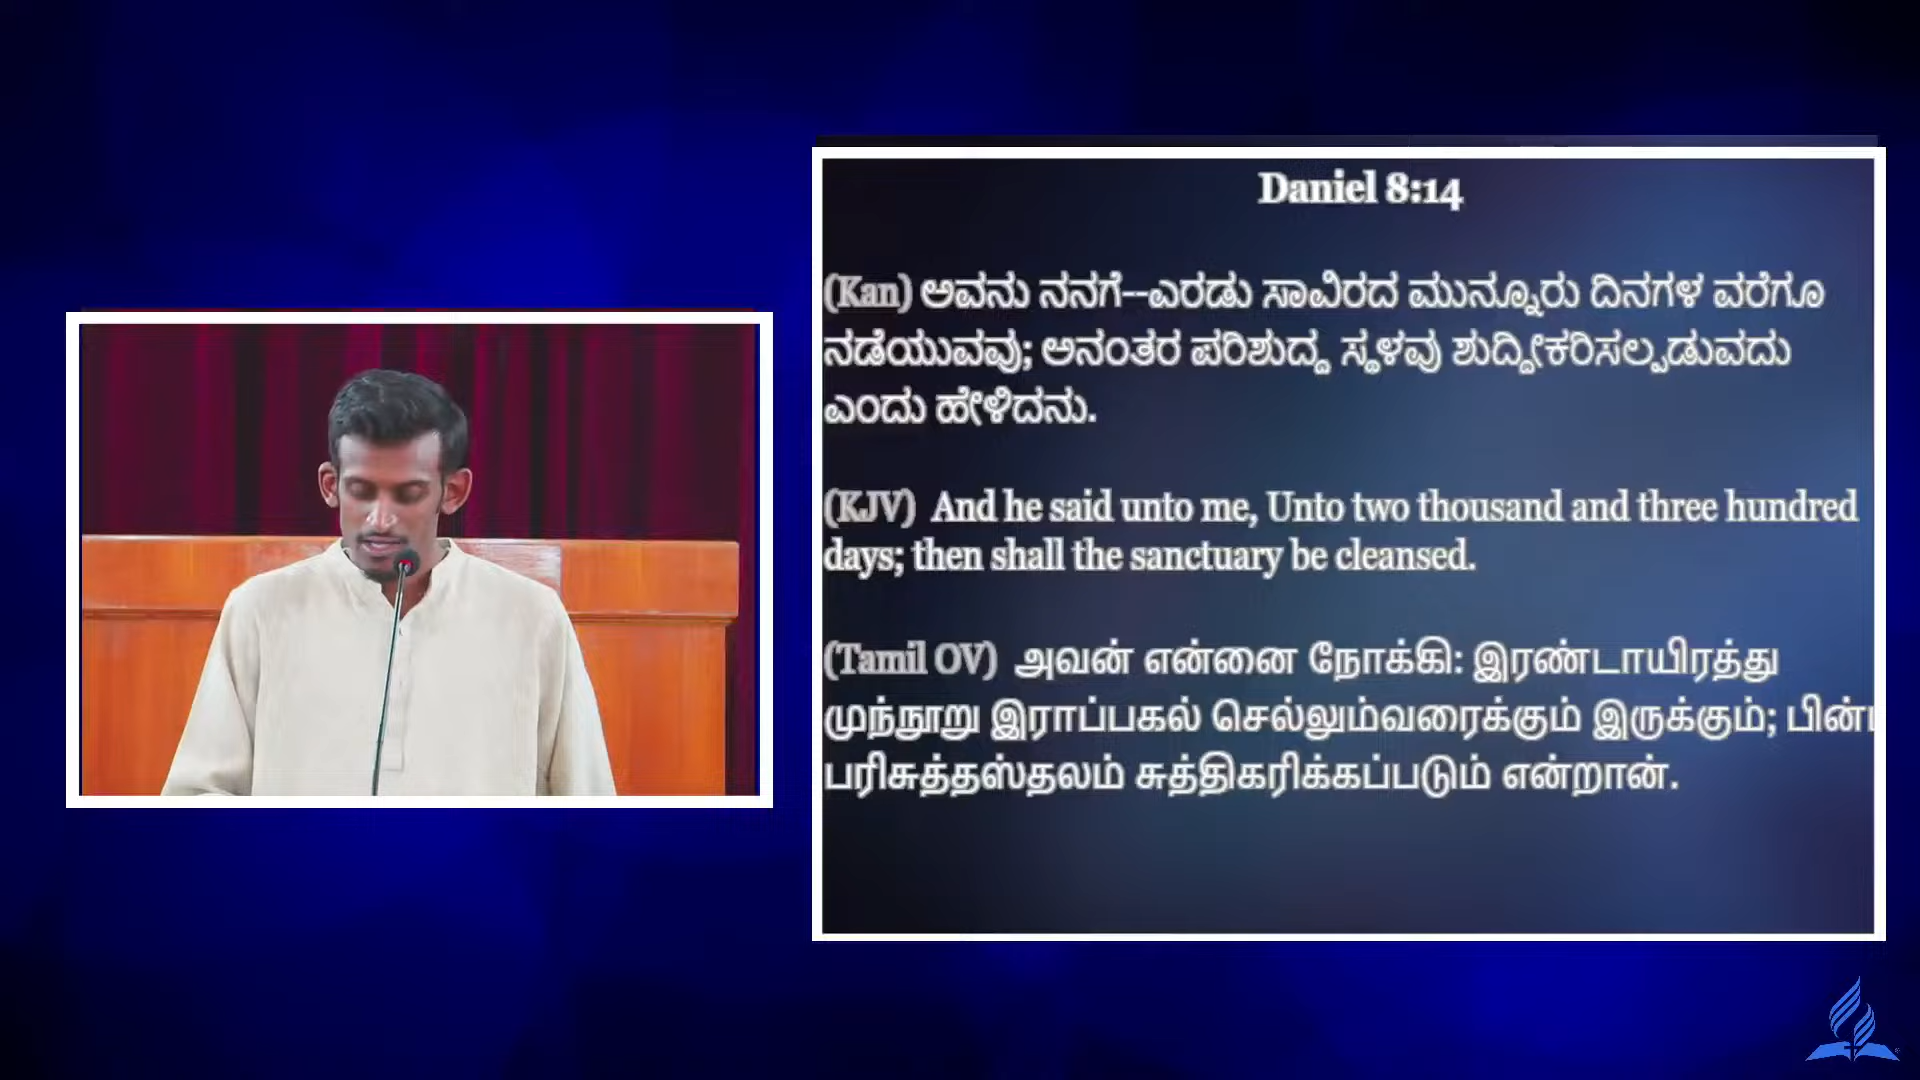 Daniel 8:14
(Kan) ಅವನು ನನಗೆ--ಎರಡು ಸಾವಿರದ ಮುನ್ನೂರು ದಿನಗಳ ವರೆಗೂ
ನಡೆಯುವವು; ಅನಂತರ ಪರಿಶುದ್ಧ ಸ್ಥಳವು ಶುದ್ಧೀಕರಿಸಲ್ಪಡುವದು
ಎಂದು ಹೇಳಿದನು.
(KJV) And he said unto me, Unto two thousand and three hundred
days; then shall the sanctuary be cleansed.
(Tamil OV) அவன் என்னை நோக்கி: இரண்டாயிரத்து
முந்நூறு இராப்பகல் செல்லும்வரைக்கும் இருக்கும்;
பரிசுத்தஸ்தலம் சுத்திகரிக்கப்படும் என்றான்.